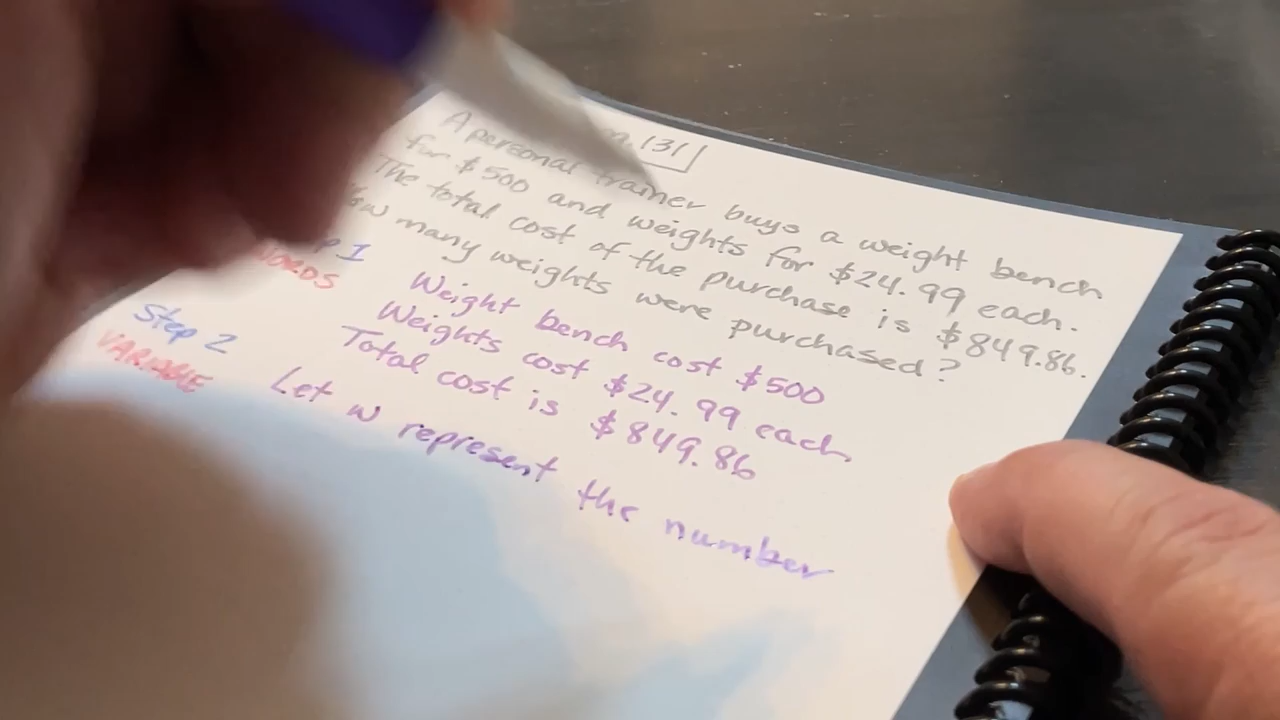 131
A personal trainer buys a weight bench
for $500 and weights for $24.99 each.
The total cost of the purchase is $849.86.
many weights were purchased?
1
Weight bench cost $500
Weights cost $24.99 each
Total cost is $849.86
Step 2
VARIABLE
Let w represent the number